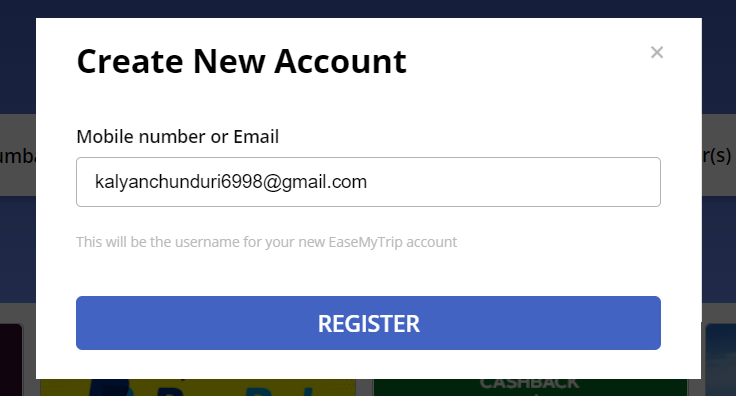 Create New Account
×
Mobile number or Email
kalyanchunduri6998@gmail.com
r(s)
This will be the username for your new EaseMyTrip account
REGISTER
CASHBACK